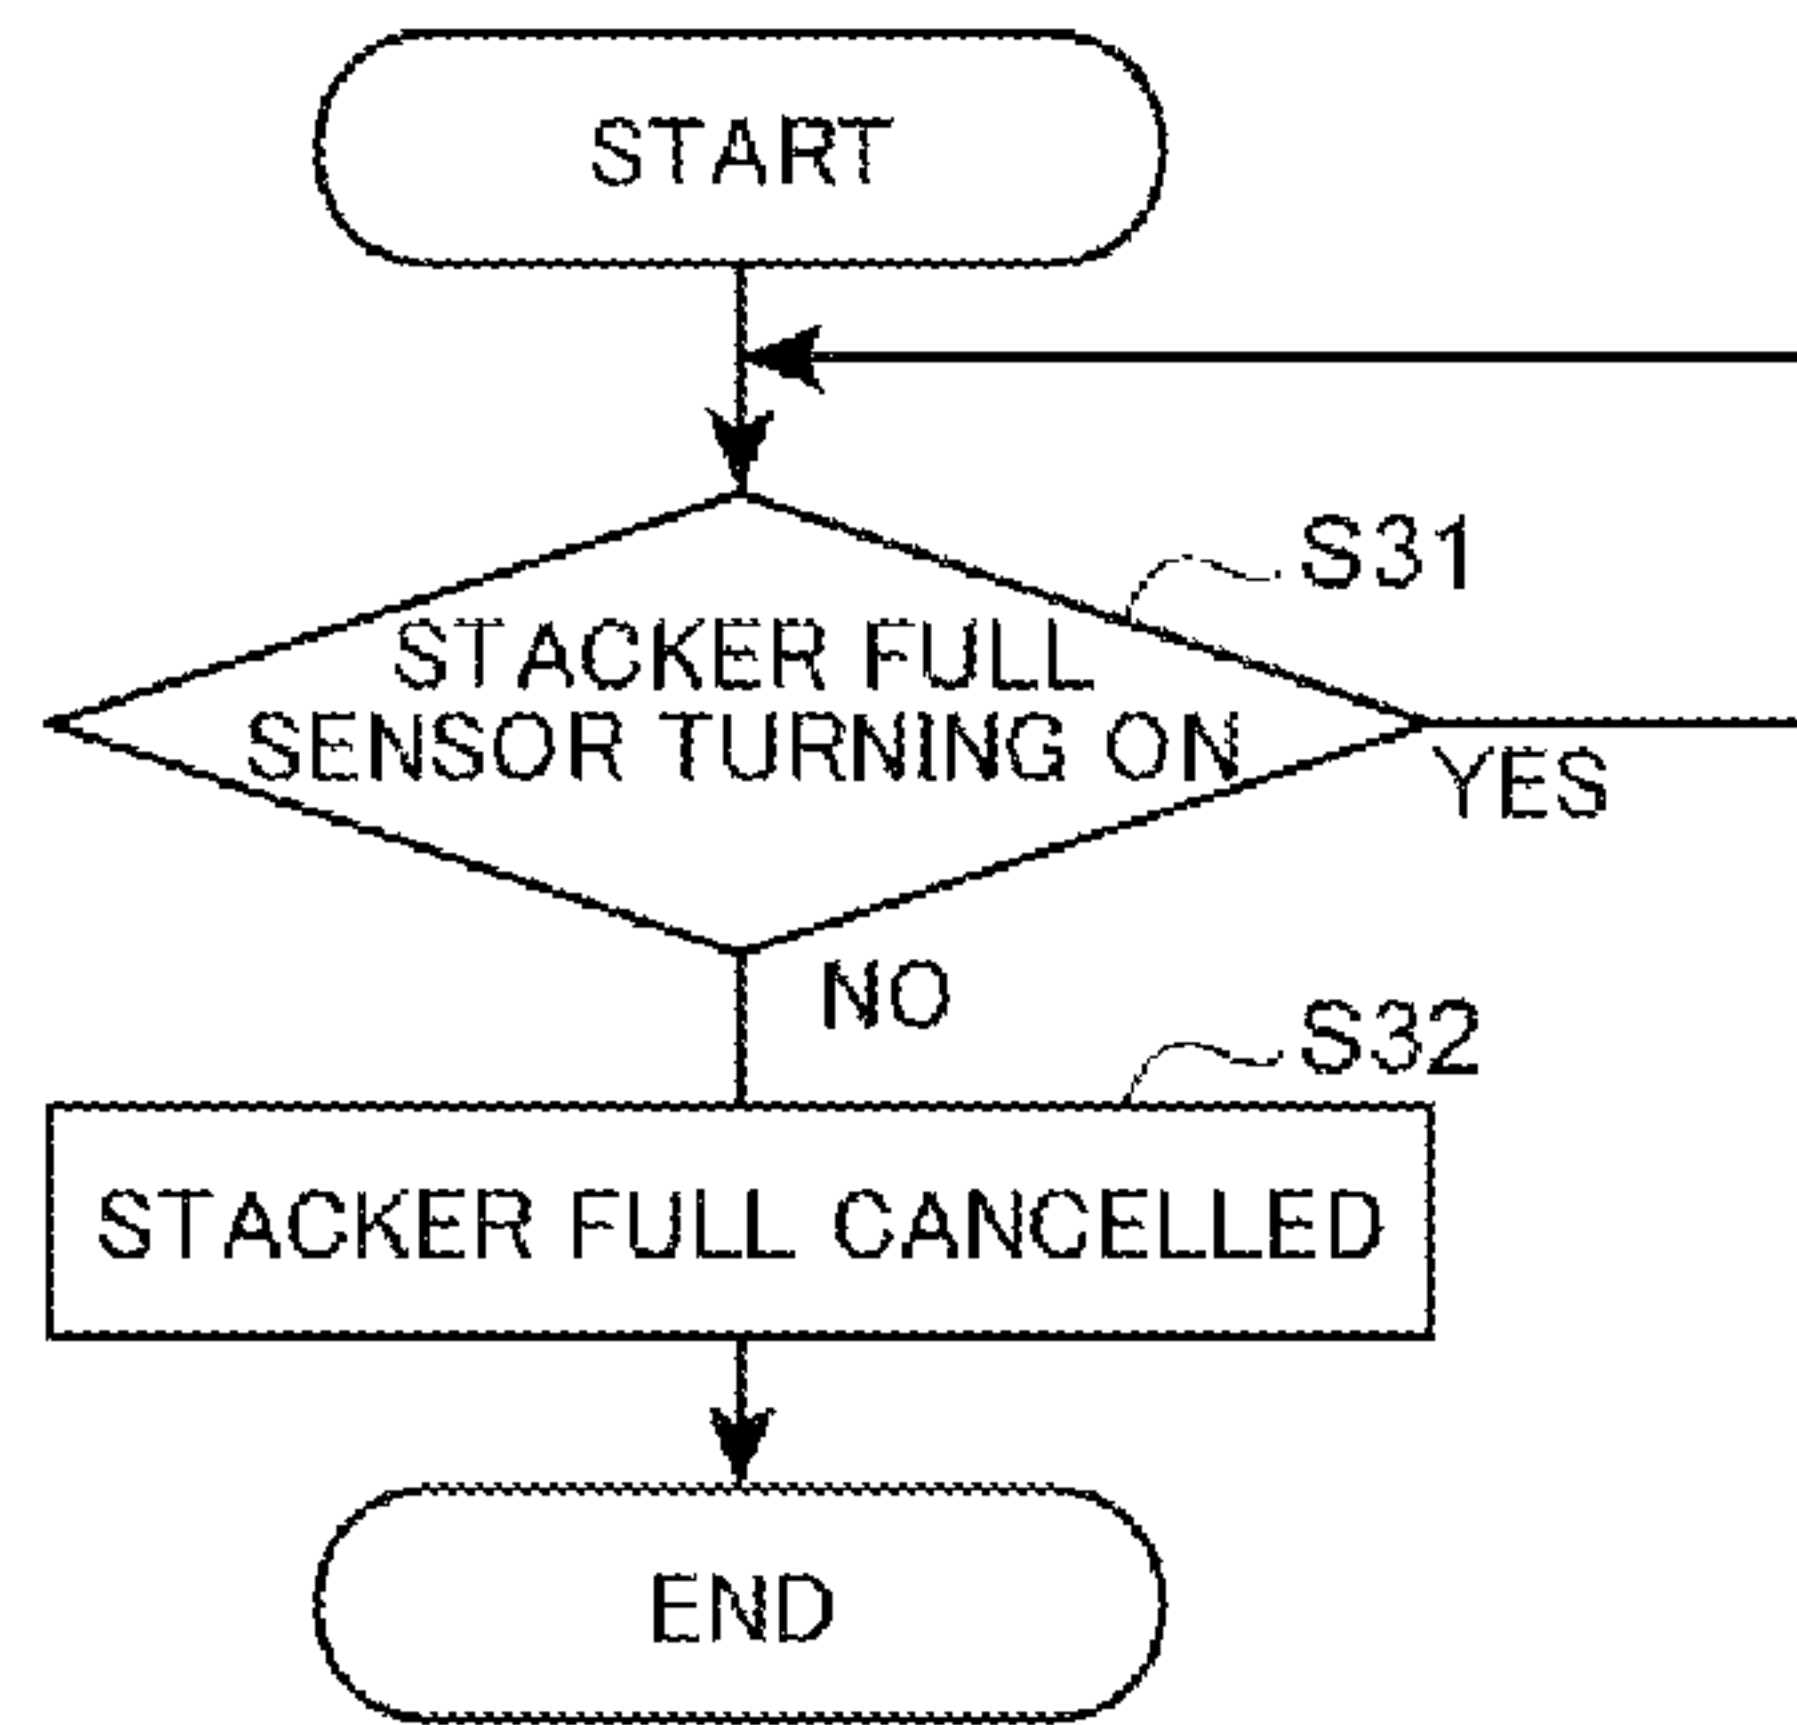 START
S31
STACKER FULL
SENSOR TURNING ON
YES
NO
S32
STACKER FULL CANCELLED
END